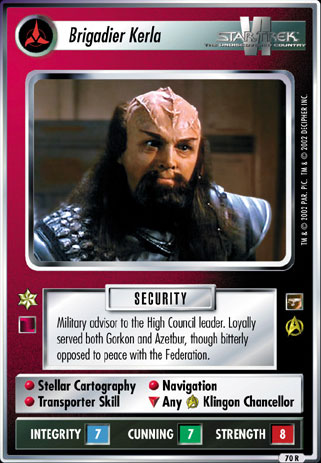 Brigadier Kerla
STAR TREK VI
THE UNDISCOVERED COUNTRY
TM & © 2002 PAR. PIC. TM & © 2002 DECIPHER INC.
SECURITY
Military advisor to the High Council leader. Loyally
served both Gorkon and Azetbur, though bitterly
opposed to peace with the Federation.
Stellar Cartography Navigation
Transporter Skill Any Klingon Chancellor
INTEGRITY 7 CUNNING 7 STRENGTH 8
70 R